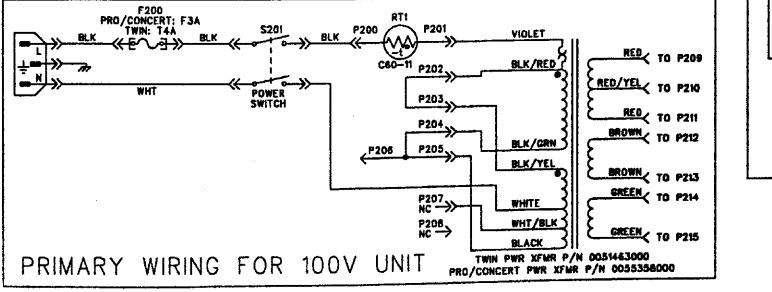 F200
PRO/CONCERT: F3A
TWIN: T4A
BLK
BLK
S201
BLK
P200
RT1
-t
C60-11
P201
VIOLET
L
N
WHT
POWER
SWITCH
P202
BLK/RED
P203
P204
BLK/GRN
P206
P205
BLK/YEL
P207
NC
WHITE
WHT/BLK
P208
NC
BLACK
RED
TO P209
RED/YEL
TO P210
RED
TO P211
BROWN
TO P212
BROWN
TO P213
GREEN
TO P214
GREEN
TO P215
PRIMARY WIRING FOR 100V UNIT
TWIN PWR XFMR P/N 0051463000
PRO/CONCERT PWR XFMR P/N 0055358000